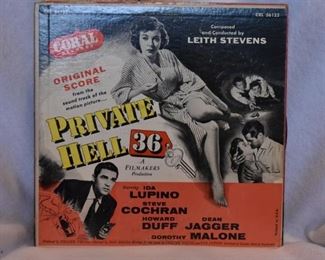 CRL 56122
CORAL
Composed
and Conducted by
LEITH STEVENS
ORIGINAL
SCORE
from the
sound track of the
motion picture...
PRIVATE
HELL 36
A
FILMAKERS
Production
starring IDA
LUPINO
STEVE
COCHRAN
HOWARD DEAN
DUFF JAGGER
DOROTHY MALONE